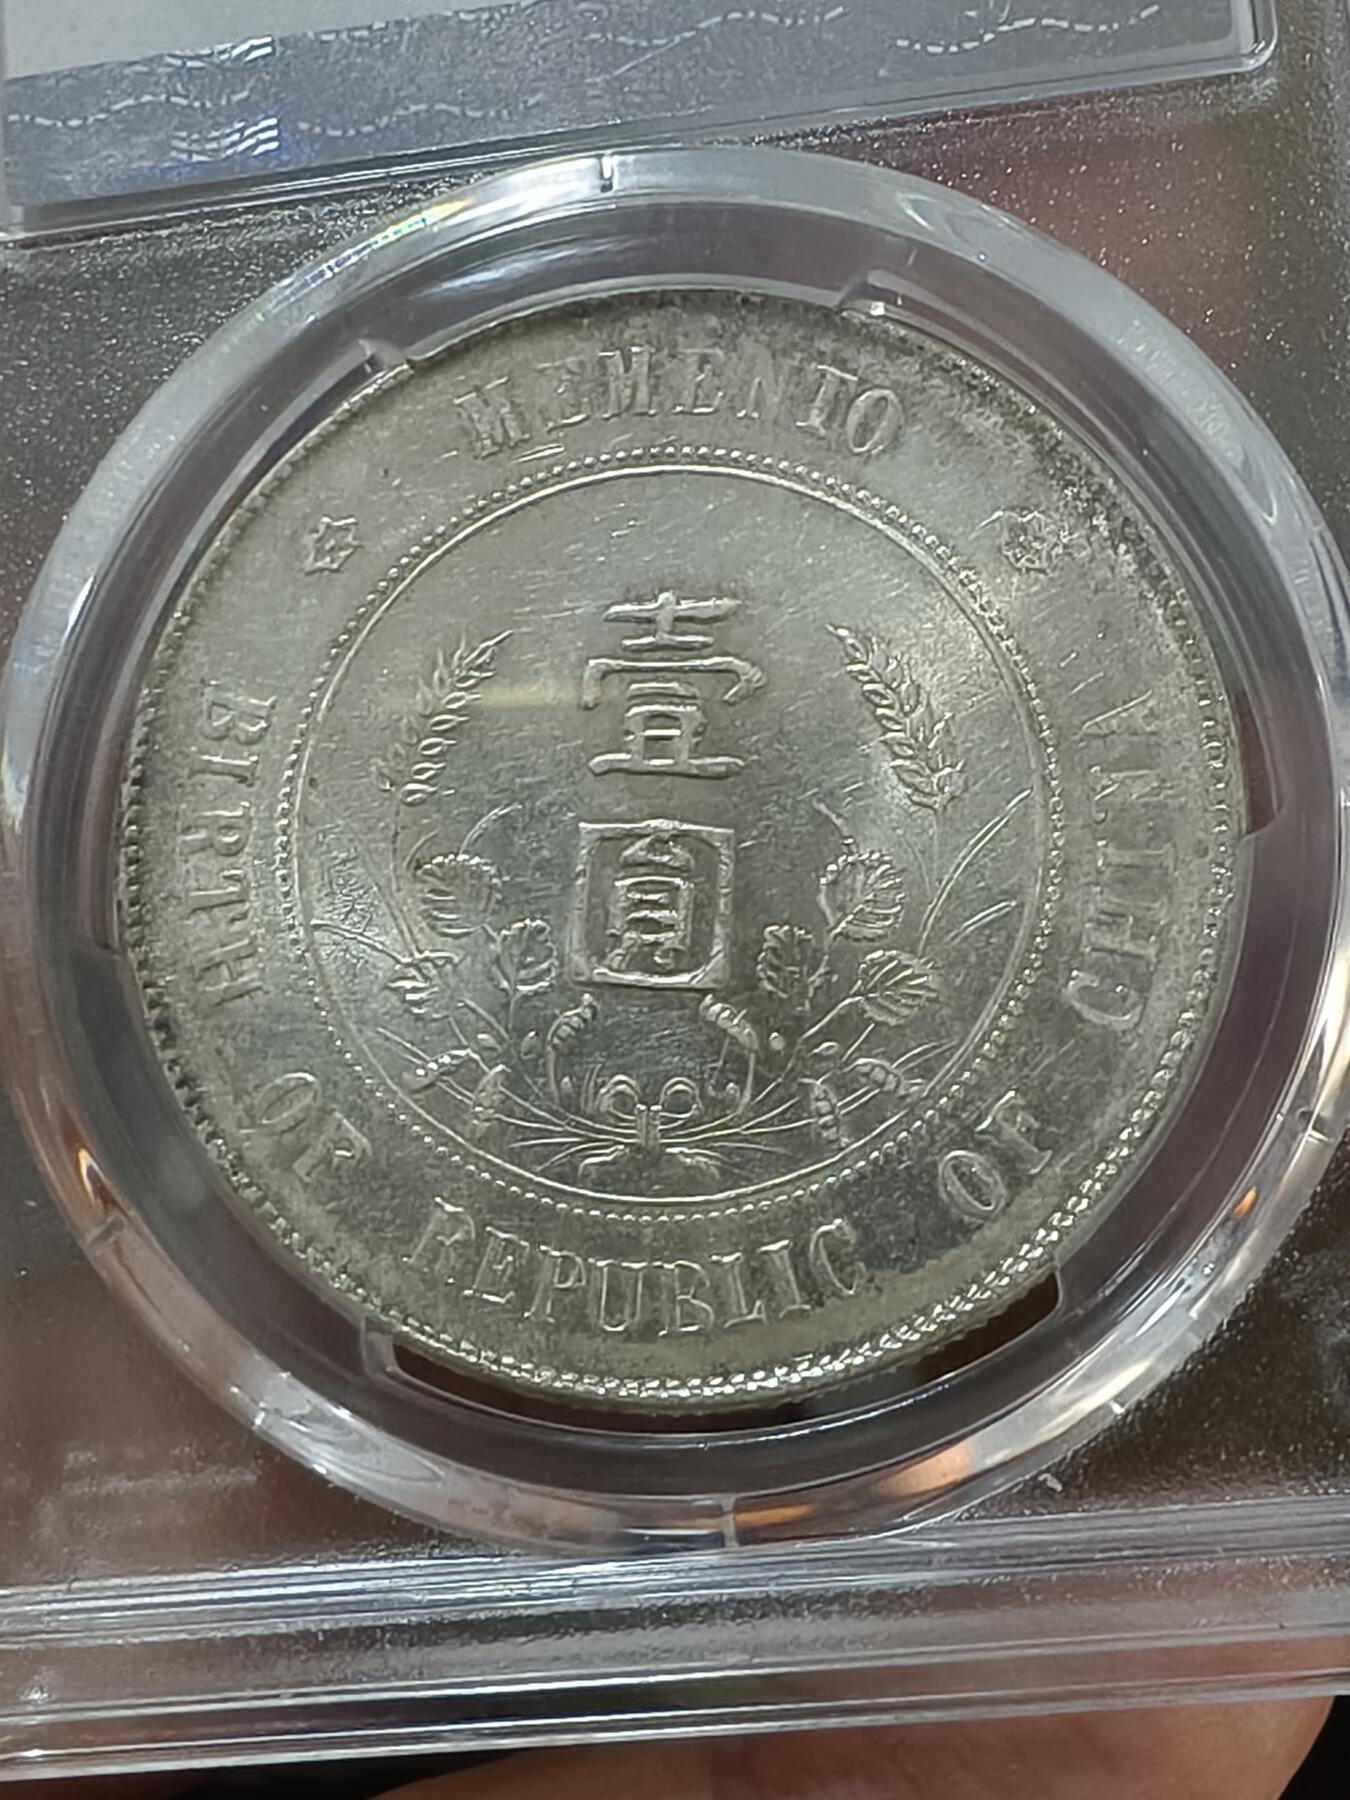 MEMENTO
壹
圓
BIRTH OF REPUBLIC OF CHINA